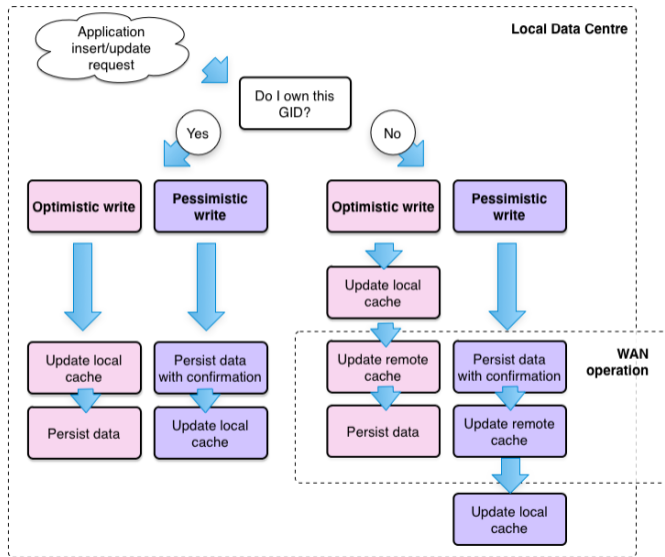 Application
insert/update
request
Local Data Centre
Do I own this
GID?
Yes
No
Optimistic write
Pessimistic
write
Optimistic write
Pessimistic
write
Update local
cache
WAN
operation
Update local
cache
Persist data
with confirmation
Update remote
cache
Persist data
with confirmation
Persist data
Update local
cache
Persist data
Update remote
cache
Update local
cache